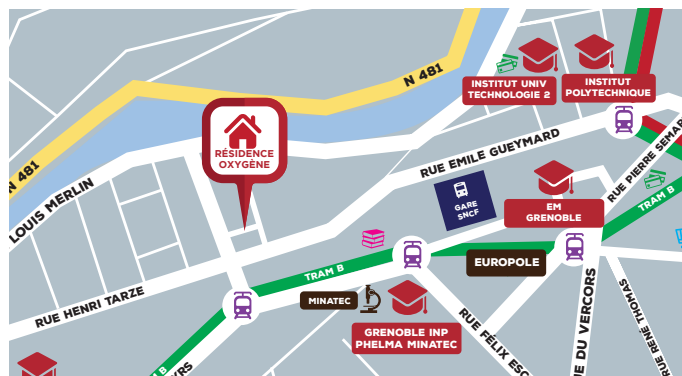 N 481
INSTITUT UNIV
TECHNOLOGIE 2
INSTITUT
POLYTECHNIQUE
RÉSIDENCE
OXYGÈNE
N 481
LOUIS MERLIN
RUE EMILE GUEYMARD
RUE PIERRE SEMAR
GARE
SNCF
EM
GRENOBLE
TRAM B
EUROPOLE
TRAM B
MINATEC
RUE HENRI TARZE
GRENOBLE INP
PHELMA MINATEC
RUE FÉLIX ESC
UE DU VERCORS
RUE RENÉ THOMAS
M B
YRS